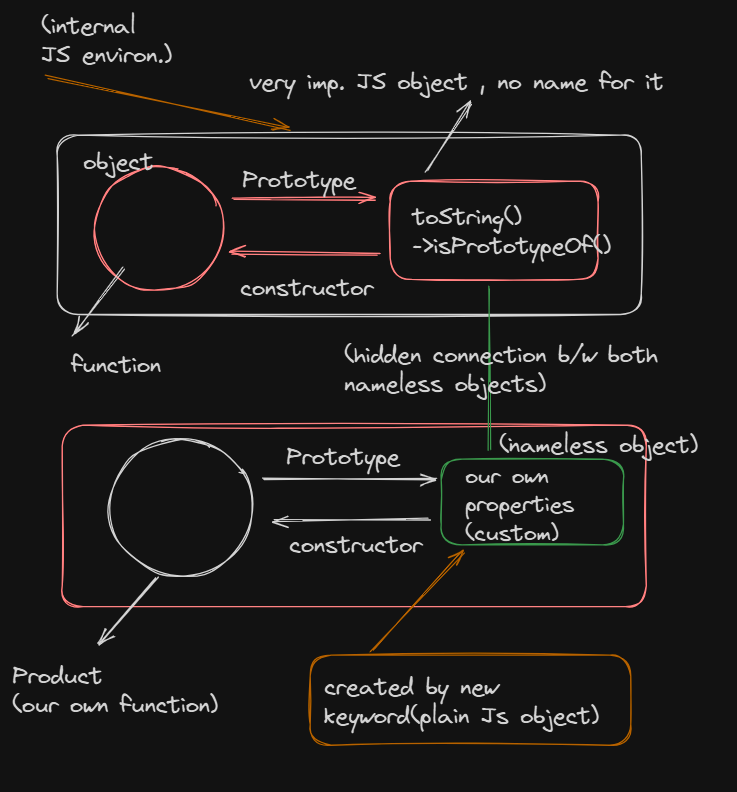 (internal
JS environ.)
very imp. JS object , no name for it
object
Prototype
toString()
->isPrototypeOf()
constructor
function
(hidden connection b/w both
nameless objects)
(nameless object)
Prototype
our own
properties
(custom)
constructor
Product
(our own function)
created by new
keyword(plain Js object)